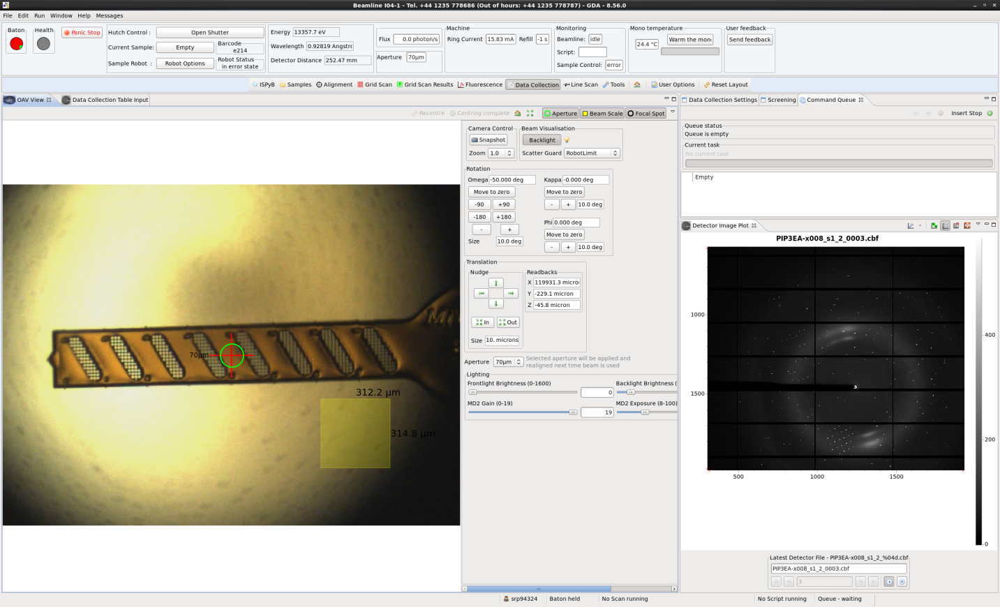 Beamline I04-1 - Tel. +44 1235 778686 (Out of hours: +44 1235 778787) - GDA - 8.56.0
File Edit Run Window Help Messages
Baton
Health
Panic Stop
Hutch Control :
Open Shutter
Current Sample:
Empty
Barcode
e214
Sample Robot :
Robot Options
Robot Status
in error state
Energy
13357.7 eV
Wavelength
0.92819 Angstrc
Detector Distance
252.47 mm
Flux
0.0 photon/s
Aperture
70µm
Machine
Ring Current
15.83 mA
Refill
-1 s
Monitoring
Beamline:
idle
Script:
Sample Control:
error
Mono temperature
24.4 °C
Warm the mon
User feedback
Send feedback
ISPyB Samples Alignment Grid Scan Grid Scan Results Fluorescence Data Collection Line Scan Tools User Options Reset Layout
OAV View
Data Collection Table Input
Recentre
Centring complete
Aperture
Beam Scale
Focal Spot
70µm
312.2 µm
314.8 µm
Camera Control
Snapshot
Zoom
1.0
Beam Visualisation
Backlight
Scatter Guard
RobotLimit
Rotation
Omega
-50.000 deg
Move to zero
-90
+90
-180
+180
-
+
Size
10.0 deg
Kappa
-0.000 deg
Move to zero
-
+
10.0 deg
Phi
0.000 deg
Move to zero
-
+
10.0 deg
Translation
Nudge
In
Out
Size
10. microns
Readbacks
X
119931.3 micro
Y
-229.1 micron
Z
-45.8 micron
Aperture
70µm
Selected aperture will be applied and
realigned next time beam is used
Lighting
Frontlight Brightness (0-1600)
0
Backlight Brightness (
MD2 Gain (0-19)
19
MD2 Exposure (8-100)
Data Collection Settings
Screening
Command Queue
Insert Stop
Queue status
Queue is empty
Current task
No current task
Empty
Detector Image Plot
PIP3EA-x008_s1_2_0003.cbf
1000
1500
500
1000
1500
400
200
0
Latest Detector File - PIP3EA-x008_s1_2_%04d.cbf
PIP3EA-x008_s1_2_0003.cbf
3
srp94324
Baton held
No Scan running
No Script running
Queue - waiting